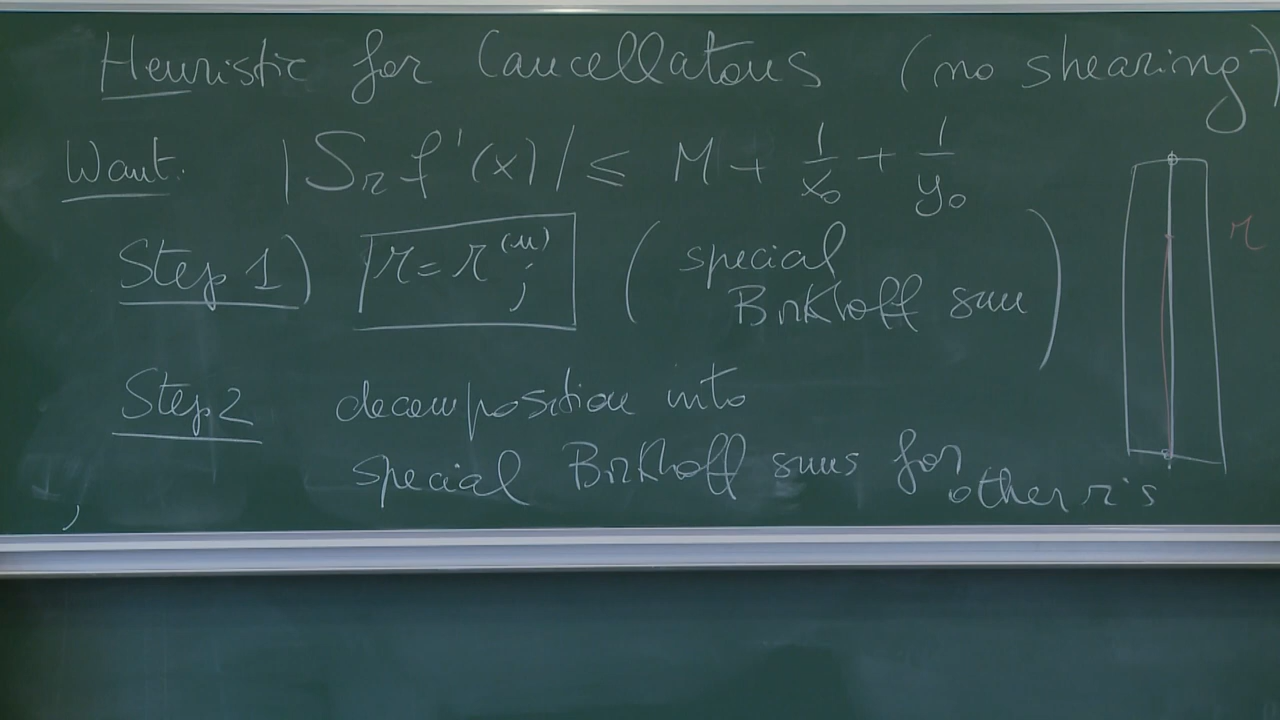 Heuristic for Cancellations (no shearing)
Want: |S_r f'(x)| ≤ M + 1/x_0 + 1/y_0
Step 1) r = r_j^{(n)} (special Birkhoff sum)
r
Step 2 decomposition into
special Birkhoff sums for other r's